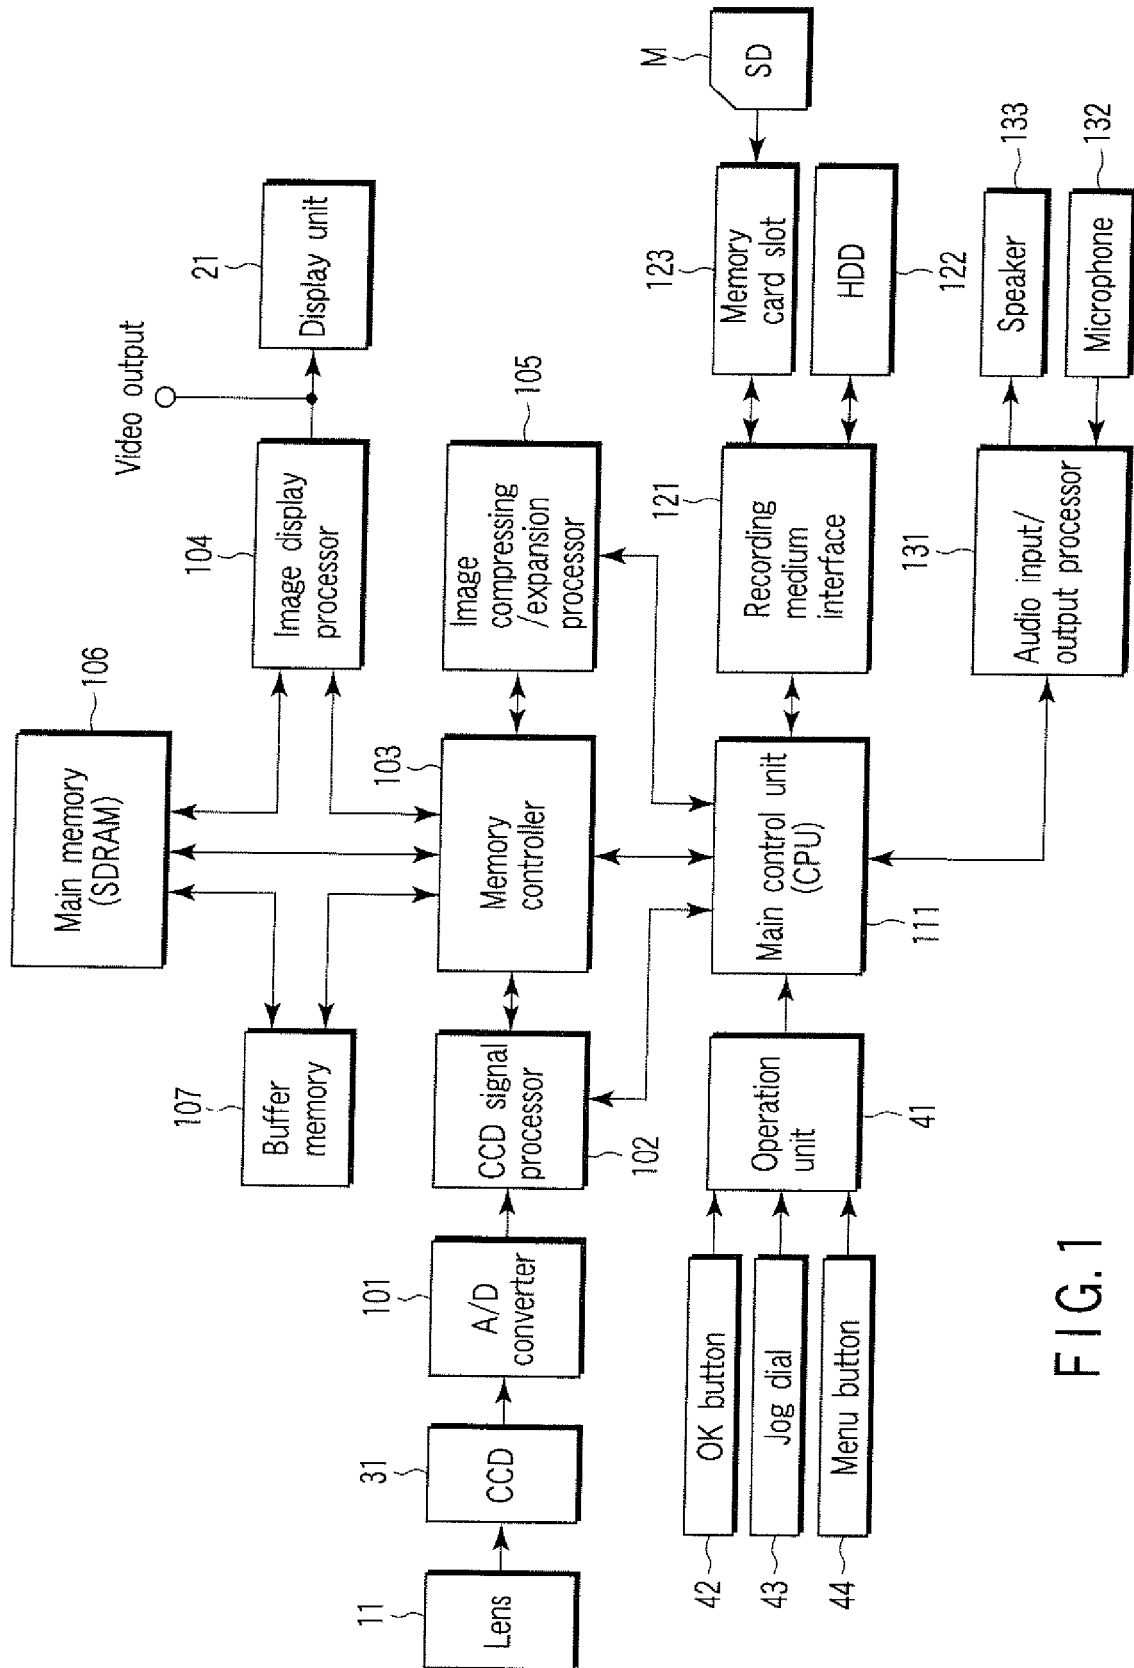 106
Main memory
(SDRAM)
Video output
21
Display unit
104
Image display
processor
107
Buffer
memory
103
Memory
controller
105
Image
compressing
/expansion
processor
11
Lens
31
CCD
101
A/D
converter
CCD signal
processor
102
M
SD
123
Memory
card slot
121
Recording
medium
interface
HDD
122
42
OK button
43
Jog dial
44
Menu button
Operation
unit
41
Main control unit
(CPU)
111
131
Audio input/
output processor
Speaker
133
Microphone
132
FIG. 1